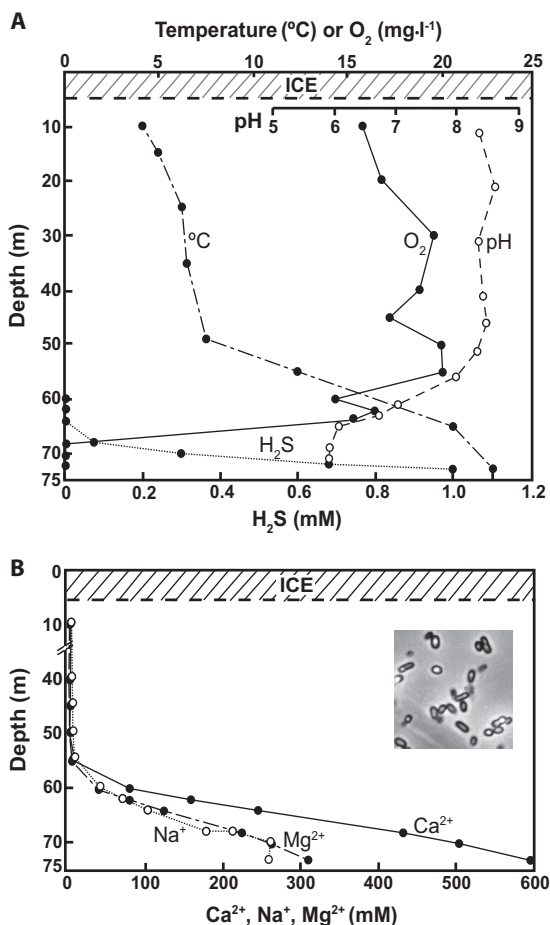 A
Temperature (ºC) or O₂ (mg·l⁻¹)
0 5 10 15 20 25
ICE
pH
5 6 7 8 9
10
20
30
40
50
60
70
75
Depth (m)
ºC
O₂
pH
H₂S
0 0.2 0.4 0.6 0.8 1.0 1.2
H₂S (mM)
B
0
ICE
10
40
50
60
70
75
Depth (m)
Na⁺
Mg²⁺
Ca²⁺
0 100 200 300 400 500 600
Ca²⁺, Na⁺, Mg²⁺ (mM)